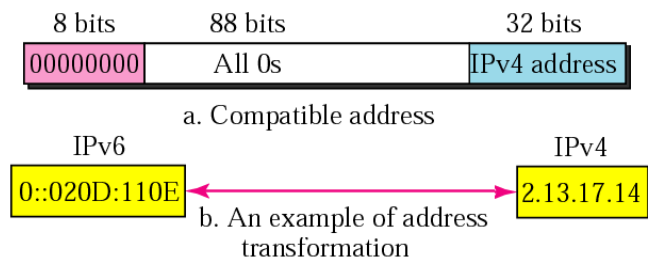 8 bits 88 bits 32 bits
00000000 All 0s IPv4 address
a. Compatible address
IPv6 IPv4
0::020D:110E 2.13.17.14
b. An example of address
transformation